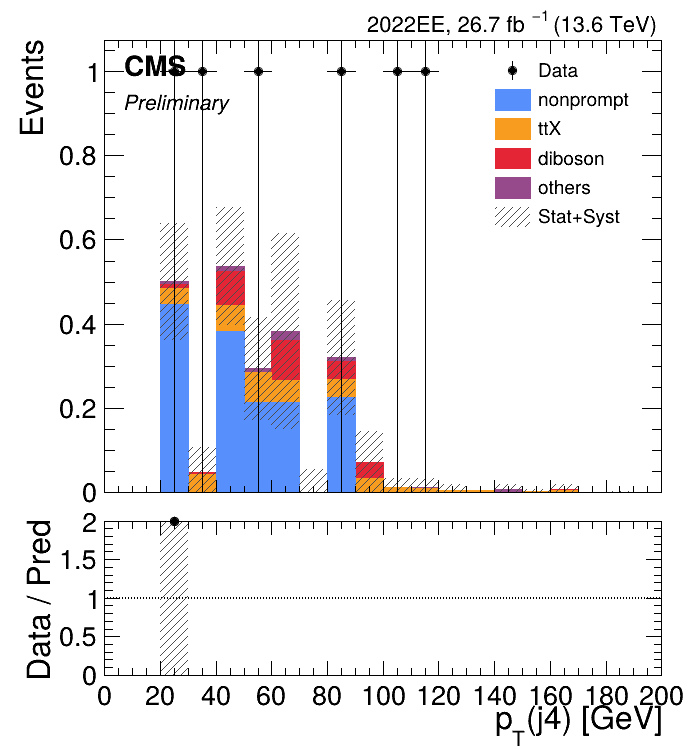 2022EE, 26.7 fb⁻¹ (13.6 TeV)
CMS
Preliminary
Events
1
0.8
0.6
0.4
0.2
0
Data
nonprompt
ttX
diboson
others
Stat+Syst
Data / Pred
2
1.5
1
0.5
0
0 20 40 60 80 100 120 140 160 180 200
p_T(j4) [GeV]